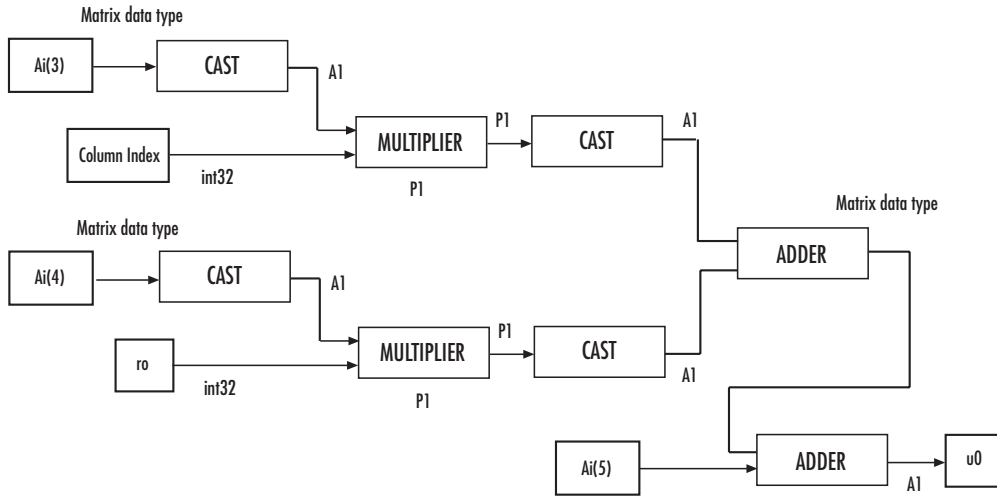 Matrix data type
Ai(3)
CAST
A1
Column Index
int32
MULTIPLIER
P1
P1
CAST
A1
Matrix data type
Ai(4)
CAST
A1
ro
int32
MULTIPLIER
P1
P1
CAST
A1
Matrix data type
ADDER
Ai(5)
ADDER
A1
u0